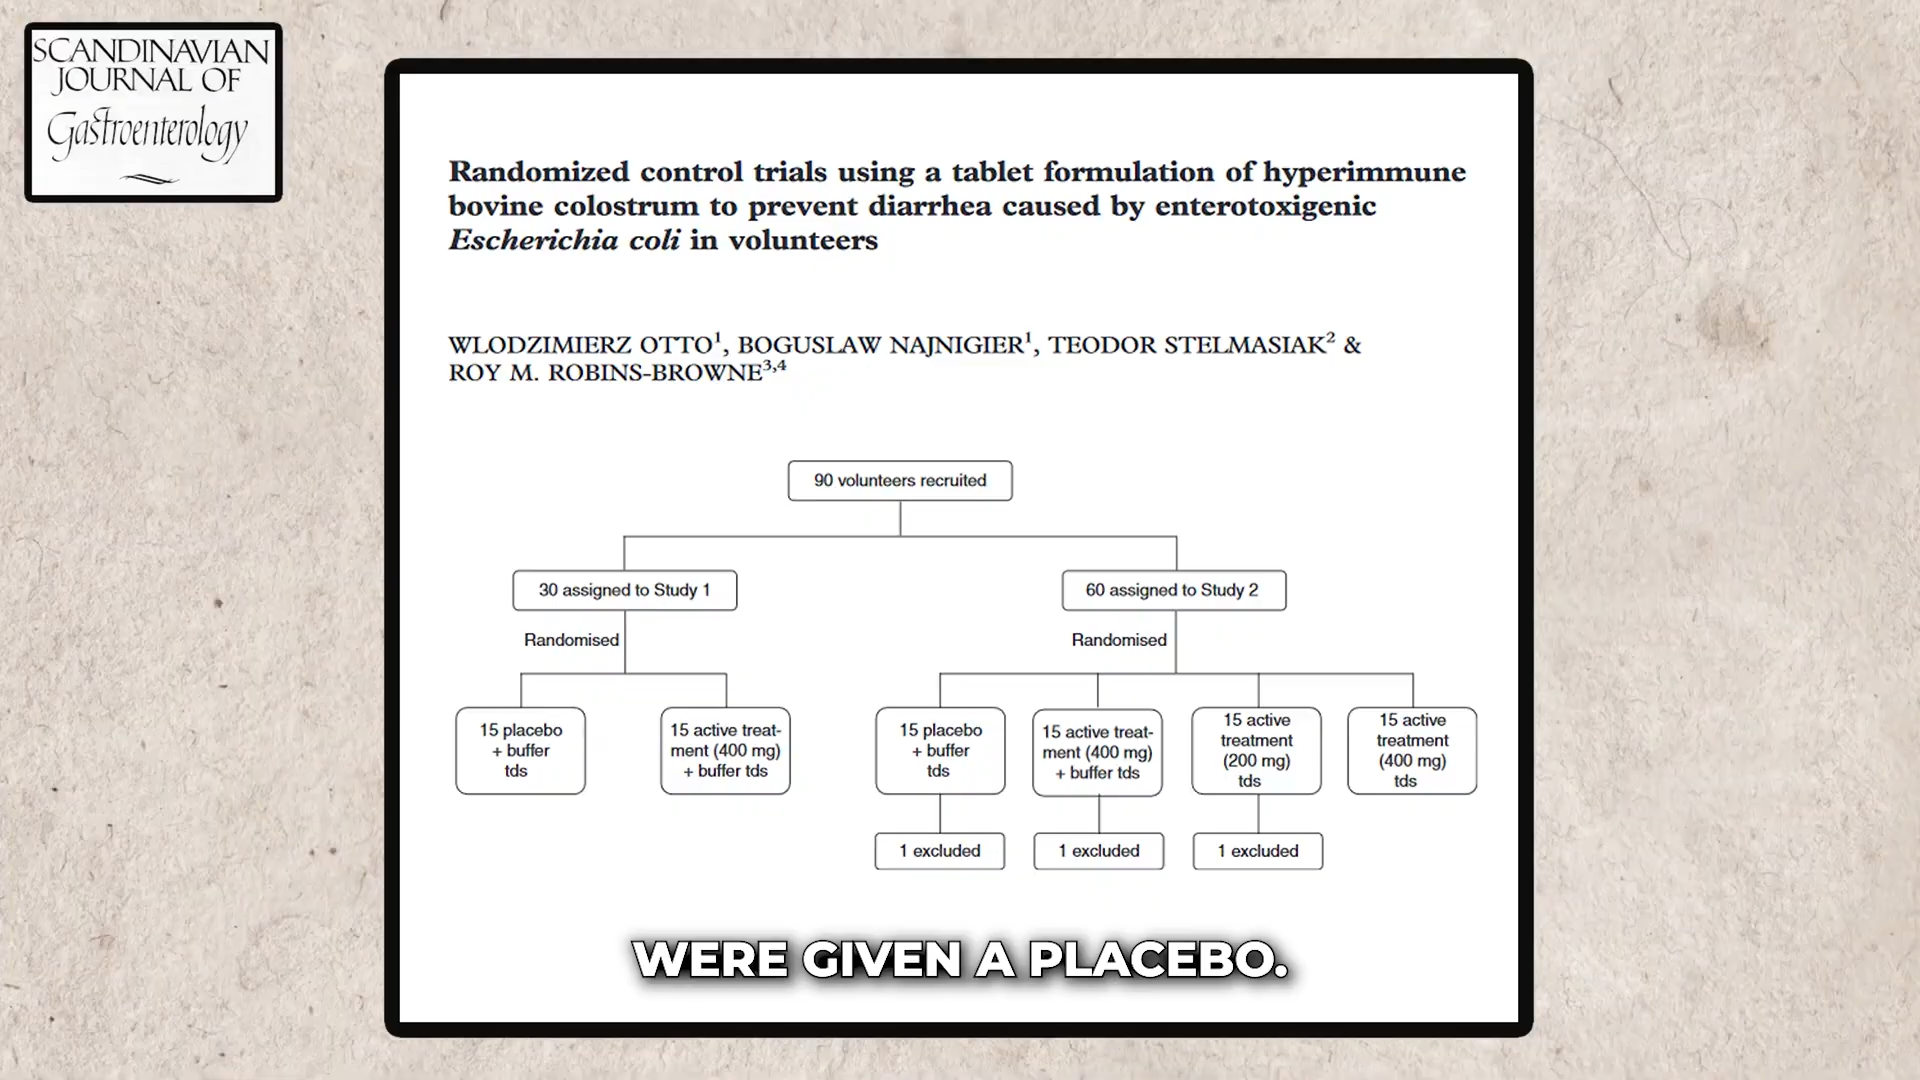 SCANDINAVIAN
JOURNAL OF
Gastroenterology
Randomized control trials using a tablet formulation of hyperimmune
bovine colostrum to prevent diarrhea caused by enterotoxigenic
Escherichia coli in volunteers
WLODZIMIERZ OTTO1, BOGUSLAW NAJNIGIER1, TEODOR STELMASIAK2 &
ROY M. ROBINS-BROWNE3,4
90 volunteers recruited
30 assigned to Study 1
60 assigned to Study 2
Randomised
Randomised
15 placebo
+ buffer
tds
15 active treat-
ment (400 mg)
+ buffer tds
15 placebo
+ buffer
tds
15 active treat-
ment (400 mg)
+ buffer tds
15 active
treatment
(200 mg)
tds
15 active
treatment
(400 mg)
tds
1 excluded
1 excluded
1 excluded
WERE GIVEN A PLACEBO.